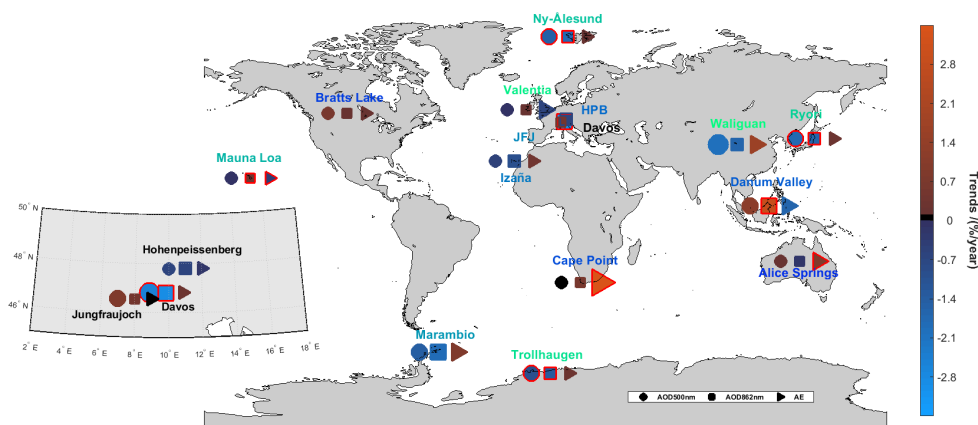 Ny-Ålesund
Valentia
Bratts Lake
HPB
Davos
JFJ
Waliguan
Ryori
Mauna Loa
Izaña
Danum Valley
Cape Point
Alice Springs
Marambio
Trollhaugen
50° N
48° N
46° N
Hohenpeissenberg
Jungfraujoch
Davos
2° E 4° E 6° E 8° E 10° E 12° E 14° E 16° E 18° E
AOD500nm AOD862nm AE
2.8
2.1
1.4
0.7
0
-0.7
-1.4
-2.1
-2.8
Trends /(%/year)